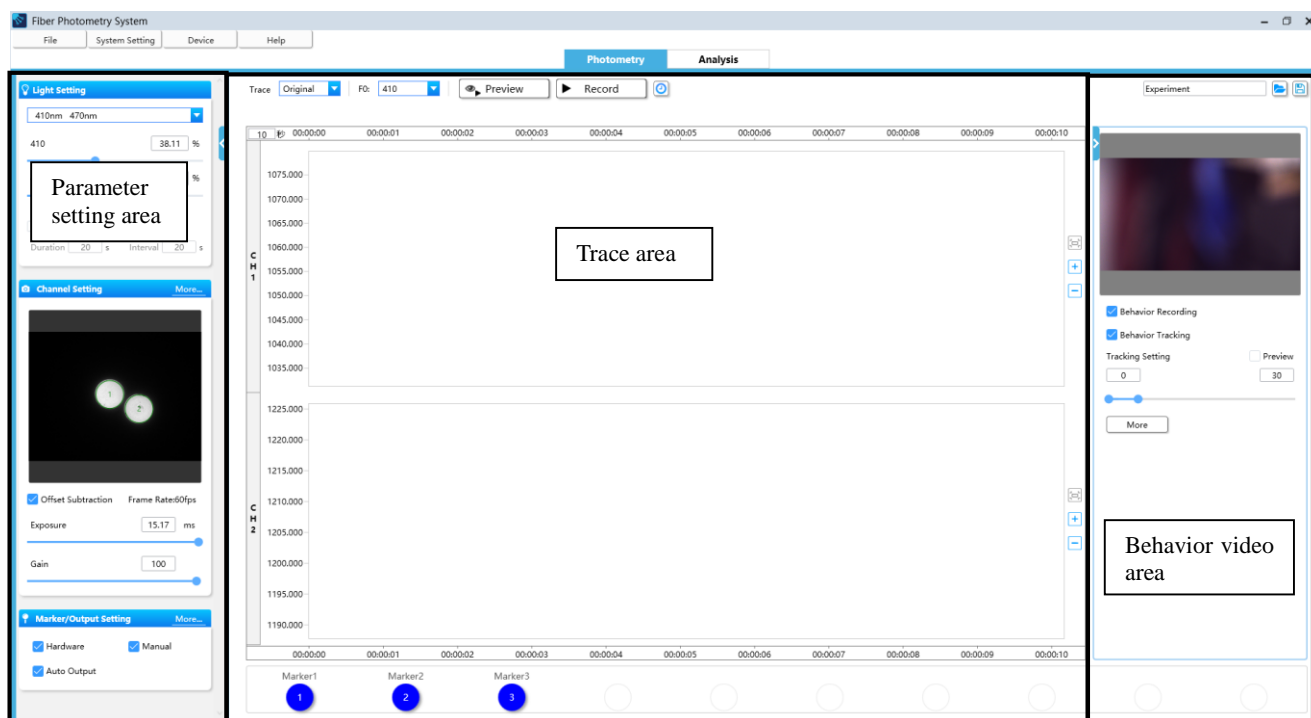 Fiber Photometry System
File System Setting Device Help
Photometry Analysis
Light Setting
410nm 470nm
410 38.11 %
%
Parameter
setting area
Duration 20 s Interval 20 s
Channel Setting More...
1
2
Offset Subtraction Frame Rate:60fps
Exposure 15.17 ms
Gain 100
Marker/Output Setting More...
Hardware Manual
Auto Output
Trace Original F0: 410 Preview Record
10 00:00:00 00:00:01 00:00:02 00:00:03 00:00:04 00:00:05 00:00:06 00:00:07 00:00:08 00:00:09 00:00:10
CH1
1075.000
1070.000
1065.000
1060.000
1055.000
1050.000
1045.000
1040.000
1035.000
Trace area
CH2
1225.000
1220.000
1215.000
1210.000
1205.000
1200.000
1195.000
1190.000
00:00:00 00:00:01 00:00:02 00:00:03 00:00:04 00:00:05 00:00:06 00:00:07 00:00:08 00:00:09 00:00:10
Marker1 Marker2 Marker3
1 2 3
Experiment
Behavior Recording
Behavior Tracking
Tracking Setting Preview
0 30
More
Behavior video
area